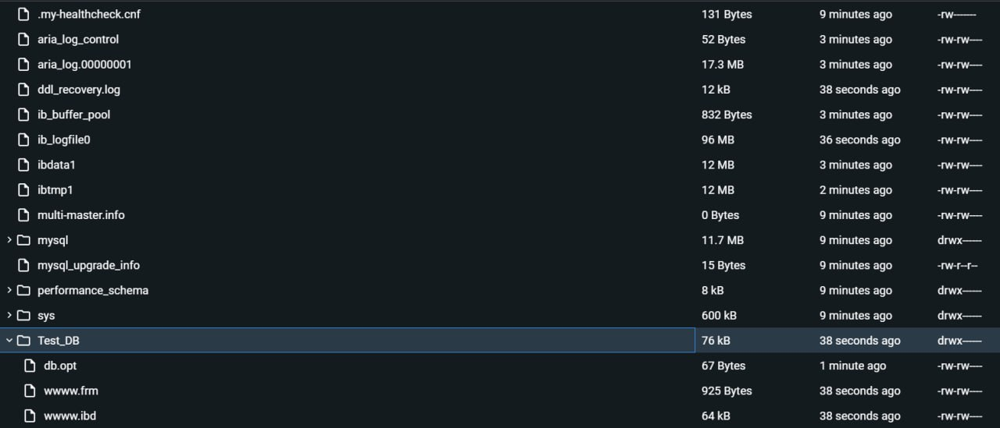 .my-healthcheck.cnf 131 Bytes 9 minutes ago -rw-------
aria_log_control 52 Bytes 3 minutes ago -rw-rw----
aria_log.00000001 17.3 MB 3 minutes ago -rw-rw----
ddl_recovery.log 12 kB 38 seconds ago -rw-rw----
ib_buffer_pool 832 Bytes 3 minutes ago -rw-rw----
ib_logfile0 96 MB 36 seconds ago -rw-rw----
ibdata1 12 MB 3 minutes ago -rw-rw----
ibtmp1 12 MB 2 minutes ago -rw-rw----
multi-master.info 0 Bytes 9 minutes ago -rw-rw----
mysql 11.7 MB 9 minutes ago drwx------
mysql_upgrade_info 15 Bytes 9 minutes ago -rw-r--r--
performance_schema 8 kB 9 minutes ago drwx------
sys 600 kB 9 minutes ago drwx------
Test_DB 76 kB 38 seconds ago drwx------
db.opt 67 Bytes 1 minute ago -rw-rw----
wwww.frm 925 Bytes 38 seconds ago -rw-rw----
wwww.ibd 64 kB 38 seconds ago -rw-rw----